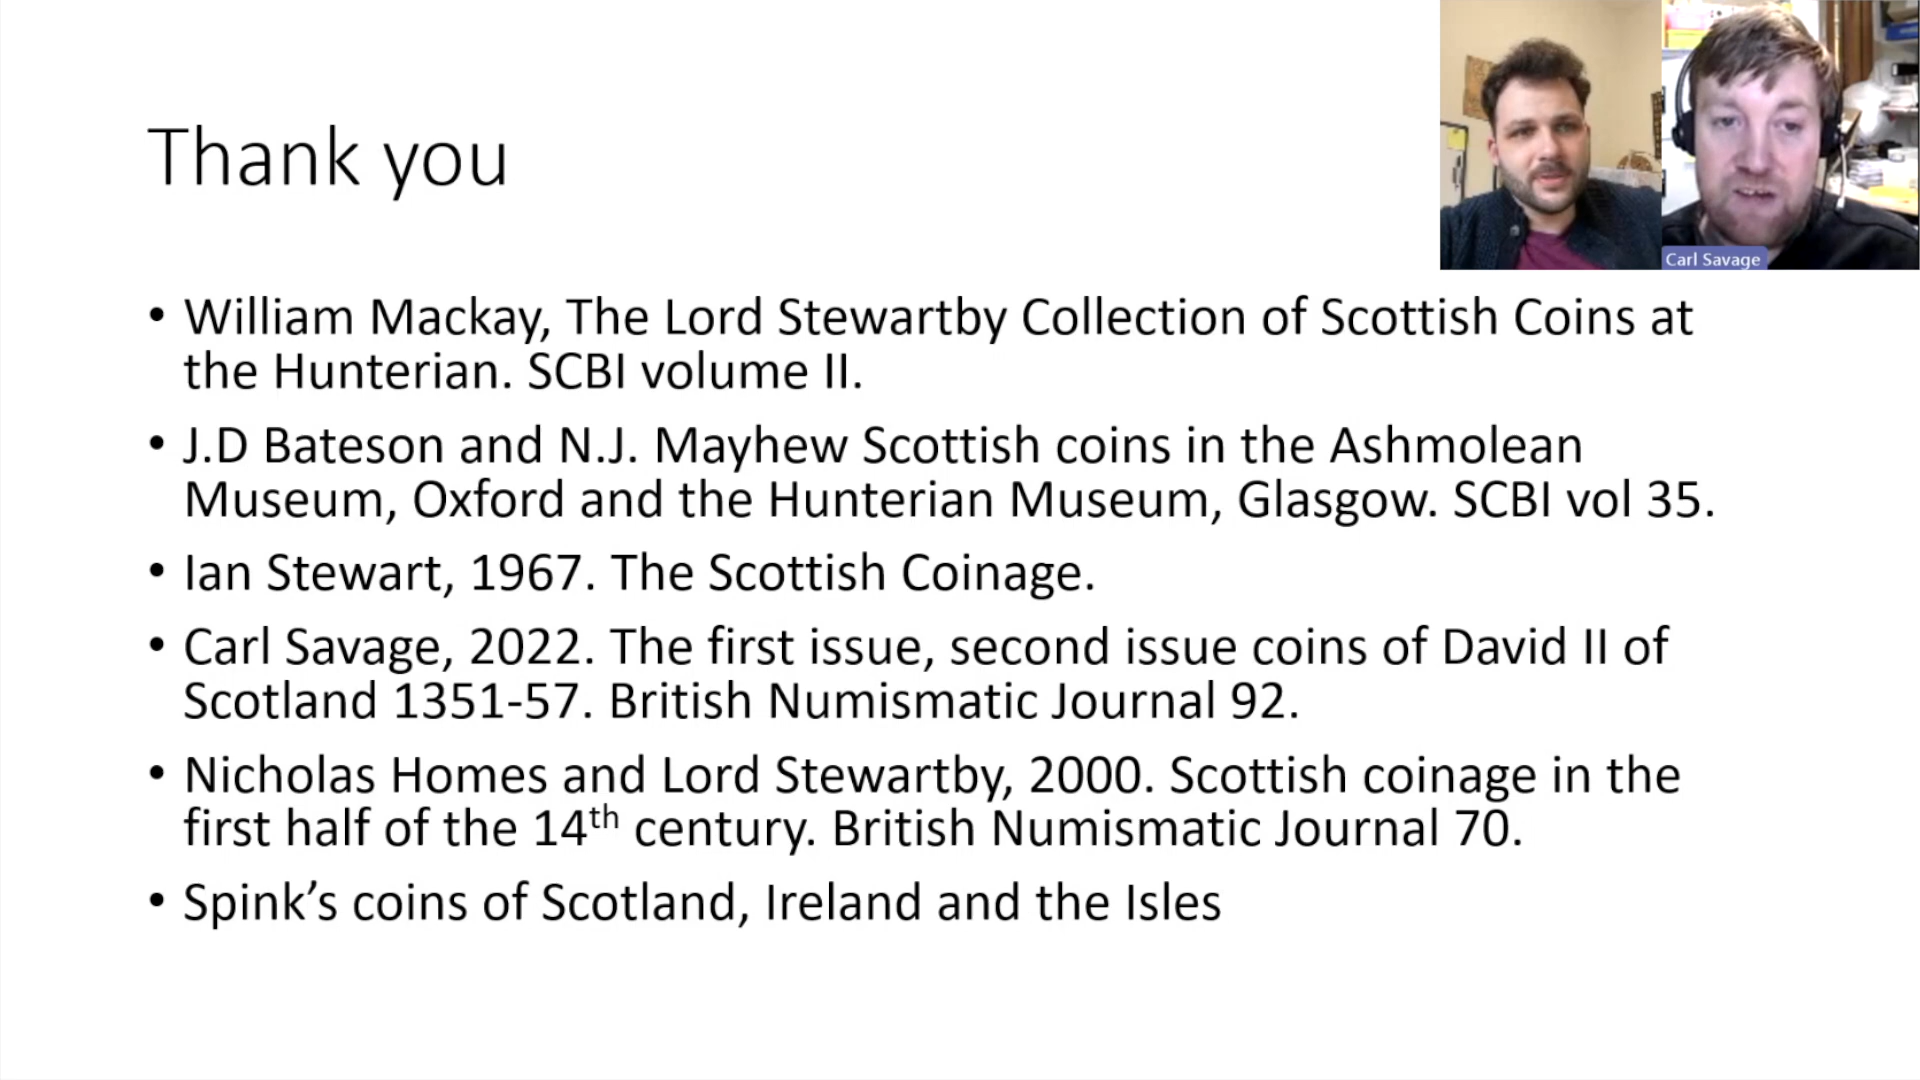 Thank you
Carl Savage
• William Mackay, The Lord Stewartby Collection of Scottish Coins at
the Hunterian. SCBI volume II.
• J.D Bateson and N.J. Mayhew Scottish coins in the Ashmolean
Museum, Oxford and the Hunterian Museum, Glasgow. SCBI vol 35.
• Ian Stewart, 1967. The Scottish Coinage.
• Carl Savage, 2022. The first issue, second issue coins of David II of
Scotland 1351-57. British Numismatic Journal 92.
• Nicholas Homes and Lord Stewartby, 2000. Scottish coinage in the
first half of the 14th century. British Numismatic Journal 70.
• Spink’s coins of Scotland, Ireland and the Isles